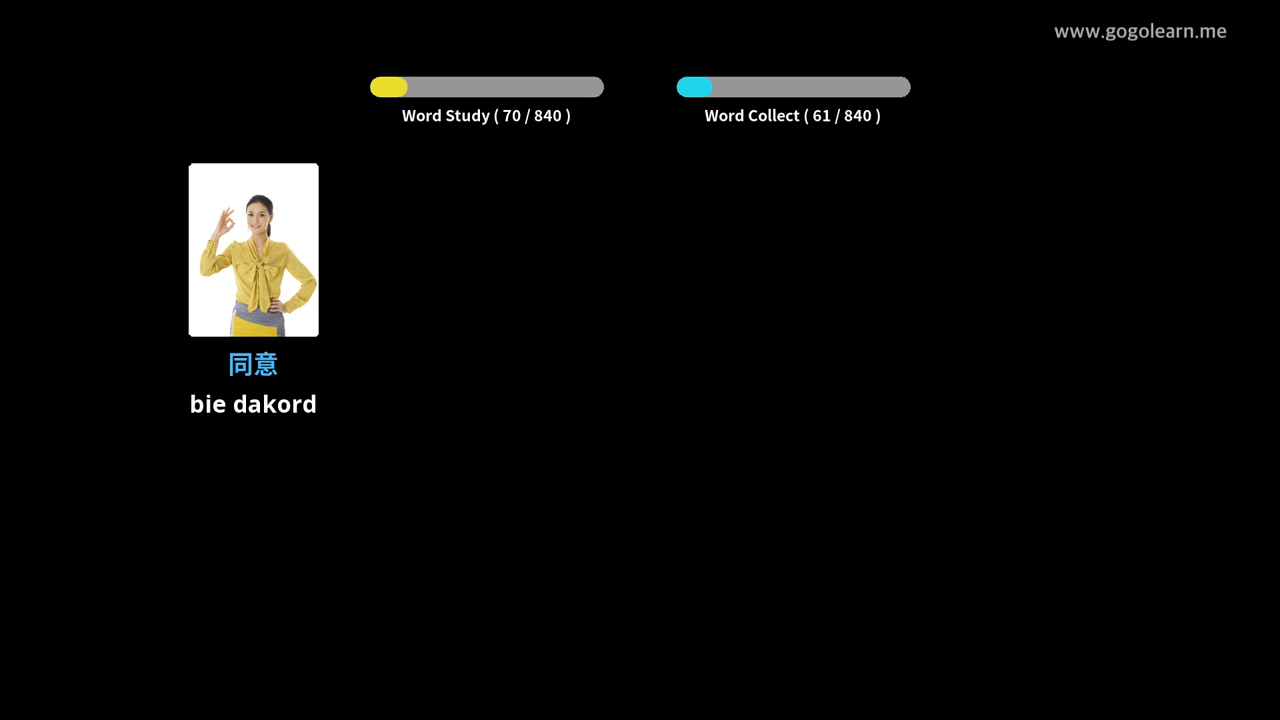 www.gogolearn.me
Word Study ( 70 / 840 )
Word Collect ( 61 / 840 )
同意
bie dakord